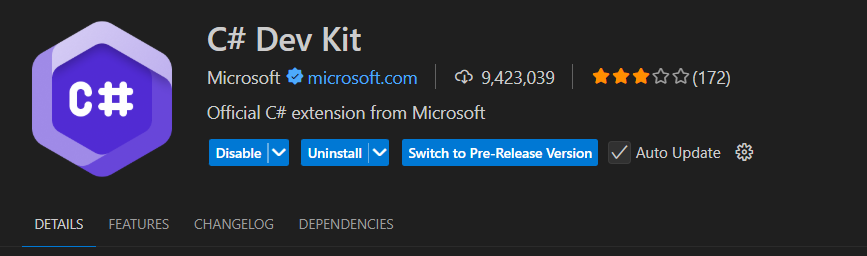 C# Dev Kit
C#
Microsoft microsoft.com 9,423,039 (172)
Official C# extension from Microsoft
Disable Uninstall Switch to Pre-Release Version Auto Update
DETAILS FEATURES CHANGELOG DEPENDENCIES